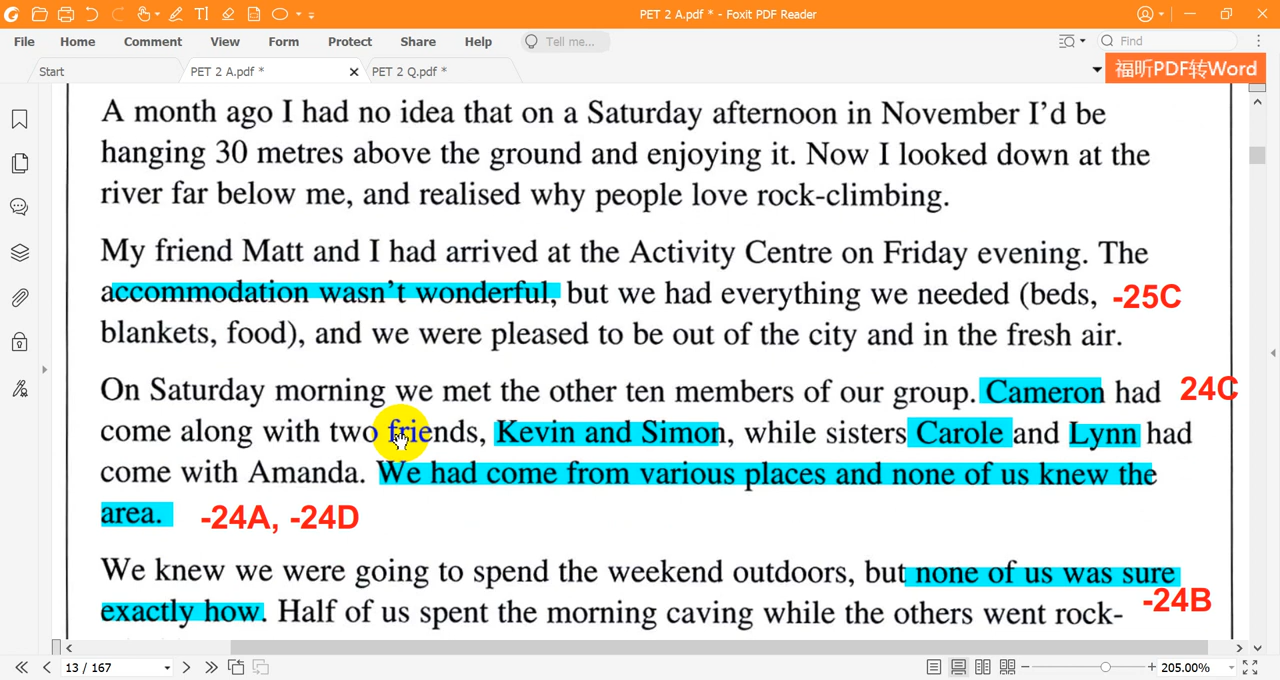 PET 2 A.pdf * - Foxit PDF Reader
File Home Comment View Form Protect Share Help Tell me... Find
Start PET 2 A.pdf * PET 2 Q.pdf * 福昕PDF转Word
A month ago I had no idea that on a Saturday afternoon in November I'd be
hanging 30 metres above the ground and enjoying it. Now I looked down at the
river far below me, and realised why people love rock-climbing.
My friend Matt and I had arrived at the Activity Centre on Friday evening. The
accommodation wasn't wonderful, but we had everything we needed (beds, -25C
blankets, food), and we were pleased to be out of the city and in the fresh air.
On Saturday morning we met the other ten members of our group. Cameron had 24C
come along with two friends, Kevin and Simon, while sisters Carole and Lynn had
come with Amanda. We had come from various places and none of us knew the
area. -24A, -24D
We knew we were going to spend the weekend outdoors, but none of us was sure
exactly how. Half of us spent the morning caving while the others went rock- -24B
13 / 167 205.00%